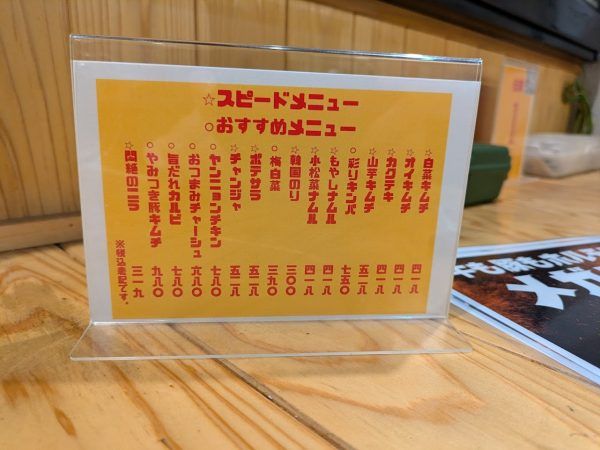 ☆スピードメニュー
○おすすめメニュー
☆白菜キムチ 四一八
☆オイキムチ 四一八
☆カクテキ 四一八
☆山芋キムチ 四一八
○彩りキンパ 七五〇
☆もやしナムル 四一八
☆小松菜ナムル 四一八
☆韓国のり 三〇〇
○梅白菜 三九〇
☆ポテサラ 五二八
☆チャンジャ 五二八
○ヤンニョンチキン 七八〇
○おつまみチャーシュー 六八〇
○旨だれカルビ 七八〇
○やみつき豚キムチ 九八〇
☆悶絶のニラ 三一九
※税込表記です。